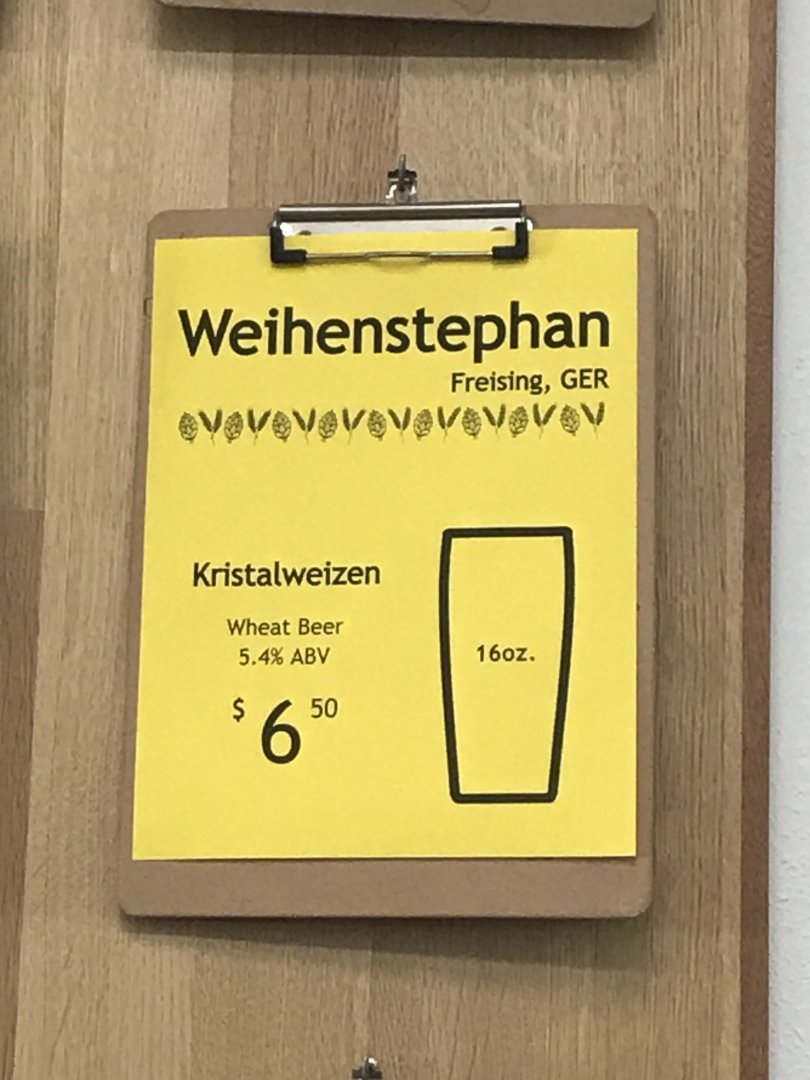 Weihenstephan
Freising, GER
Kristalweizen
Wheat Beer
5.4% ABV
$6 50
16oz.